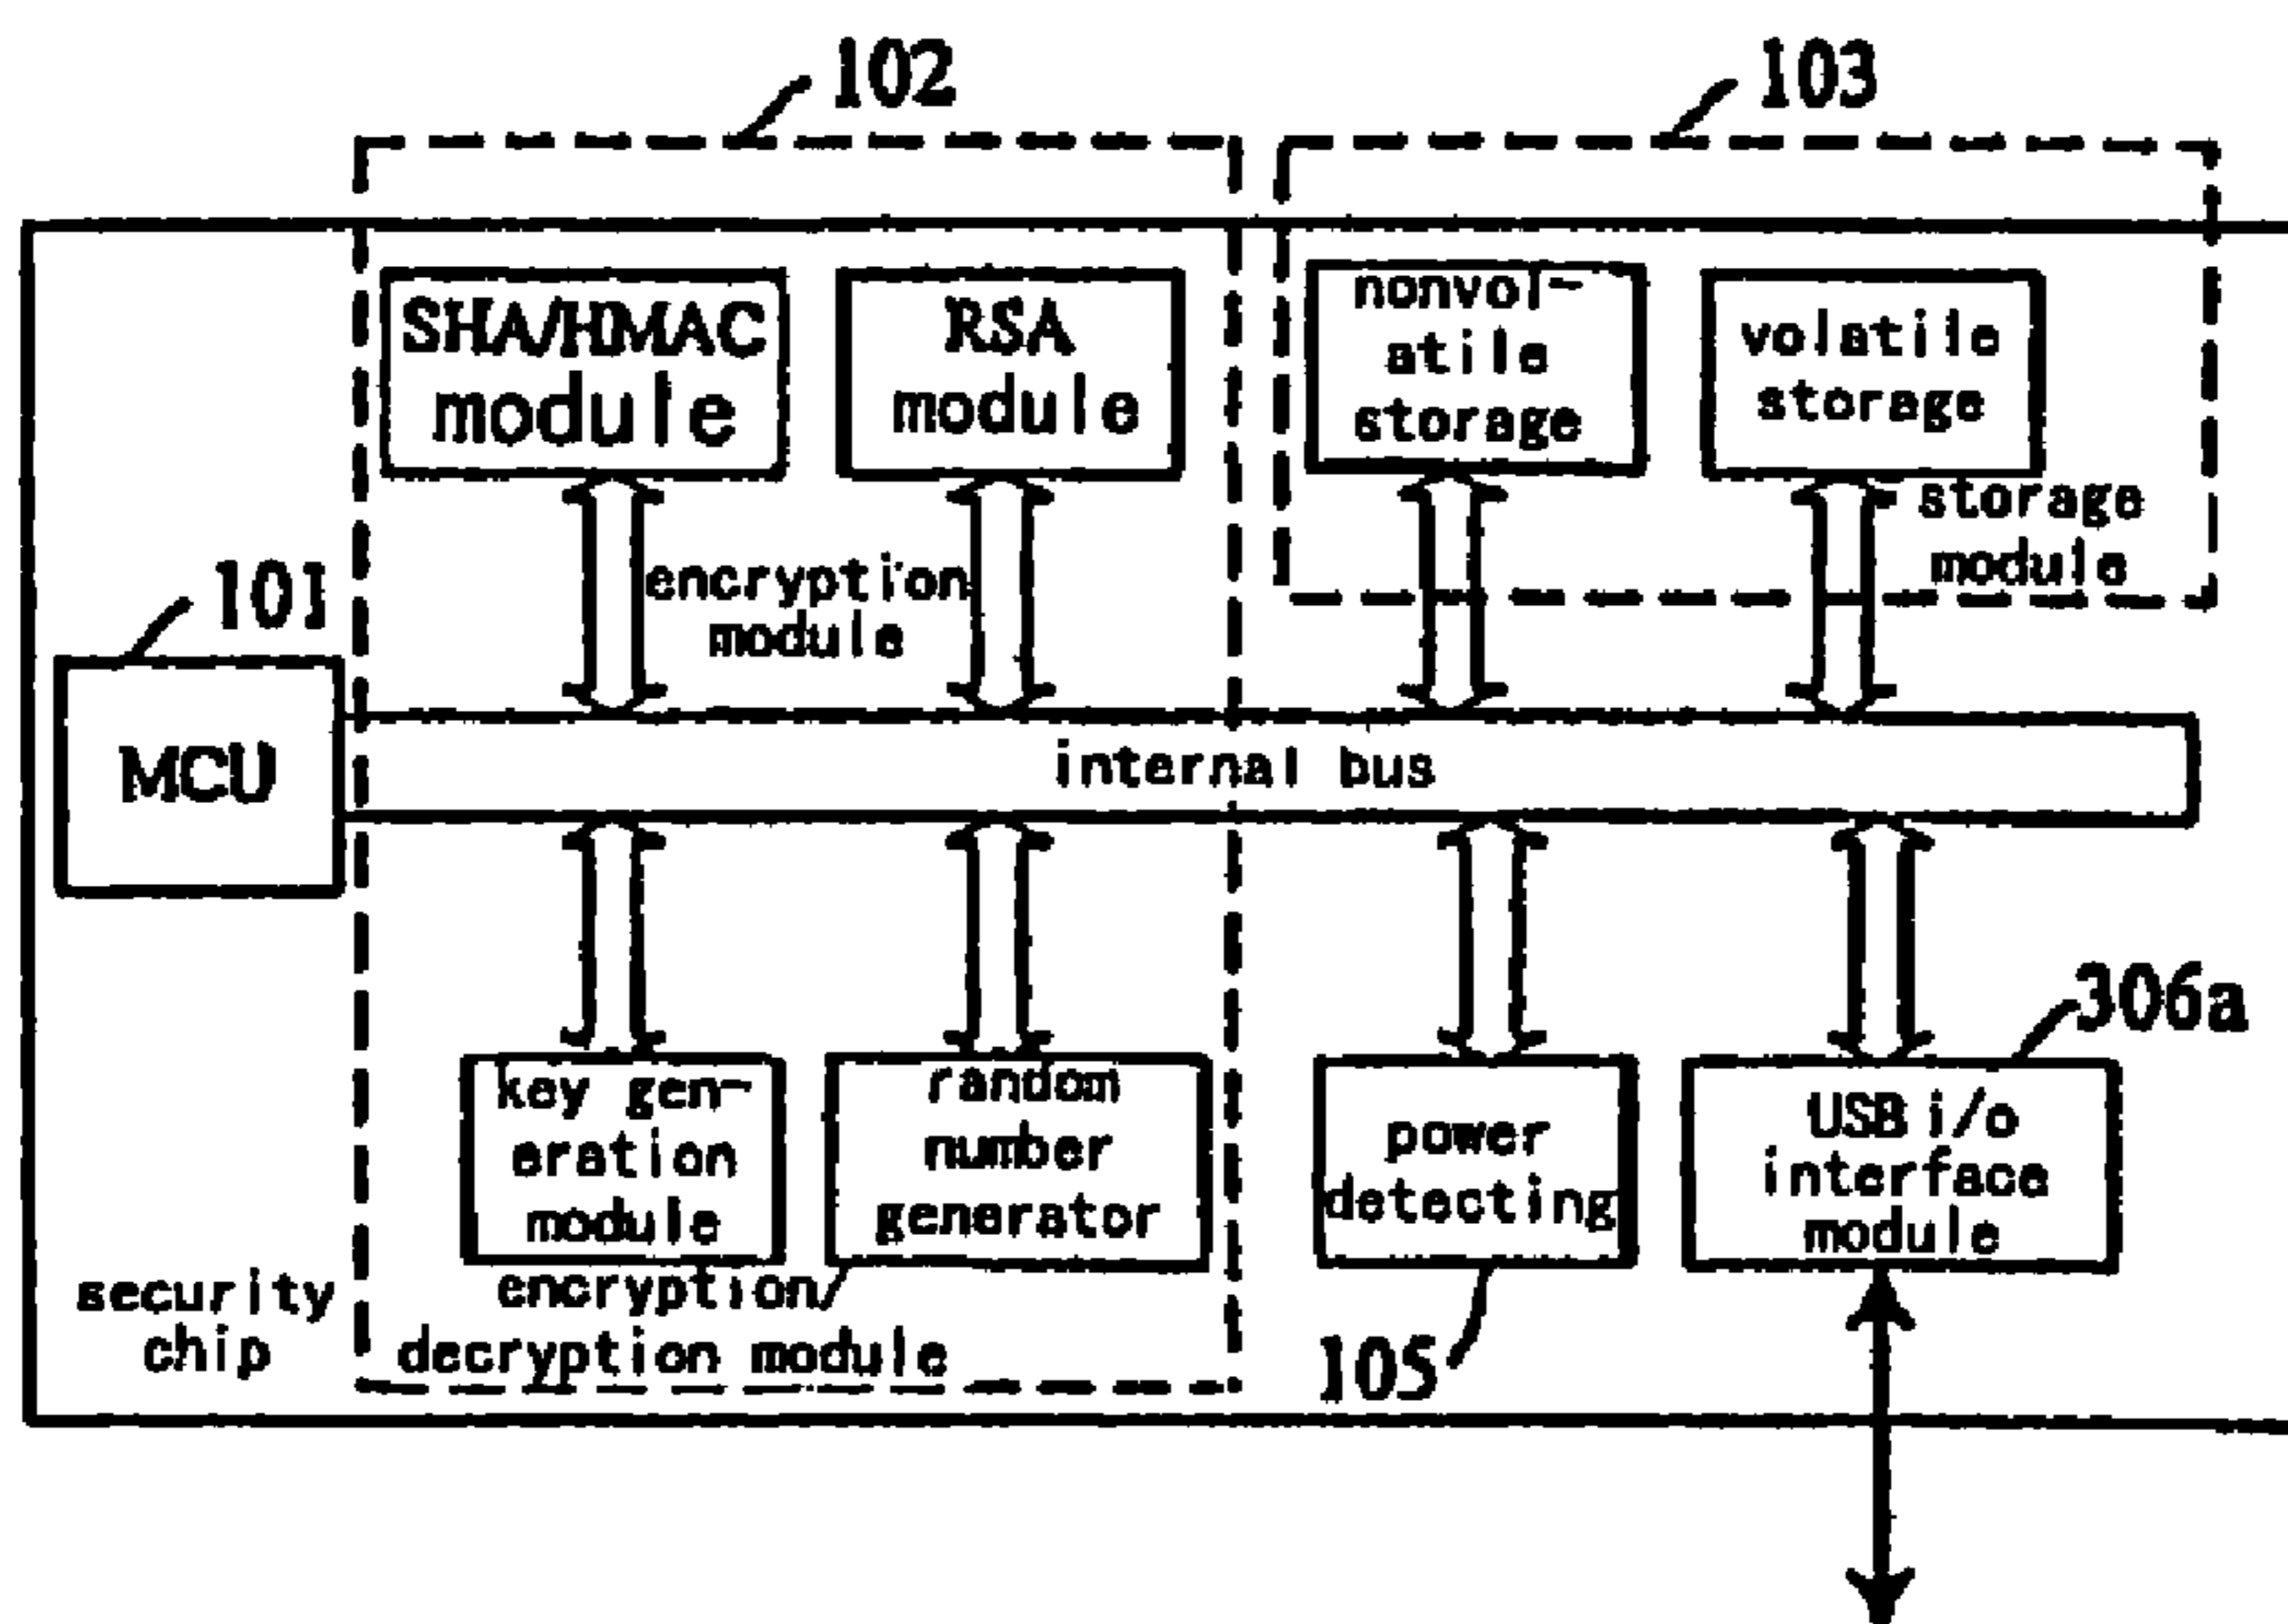 102
103
SHA/HMAC
module
RSA
module
nonvol-
atile
storage
volatile
storage
storage
module
encryption
module
101
MCU
internal bus
306a
key gen-
eration
module
random
number
generator
power
detecting
USB i/o
interface
module
encryption/
decryption module
security
chip
105